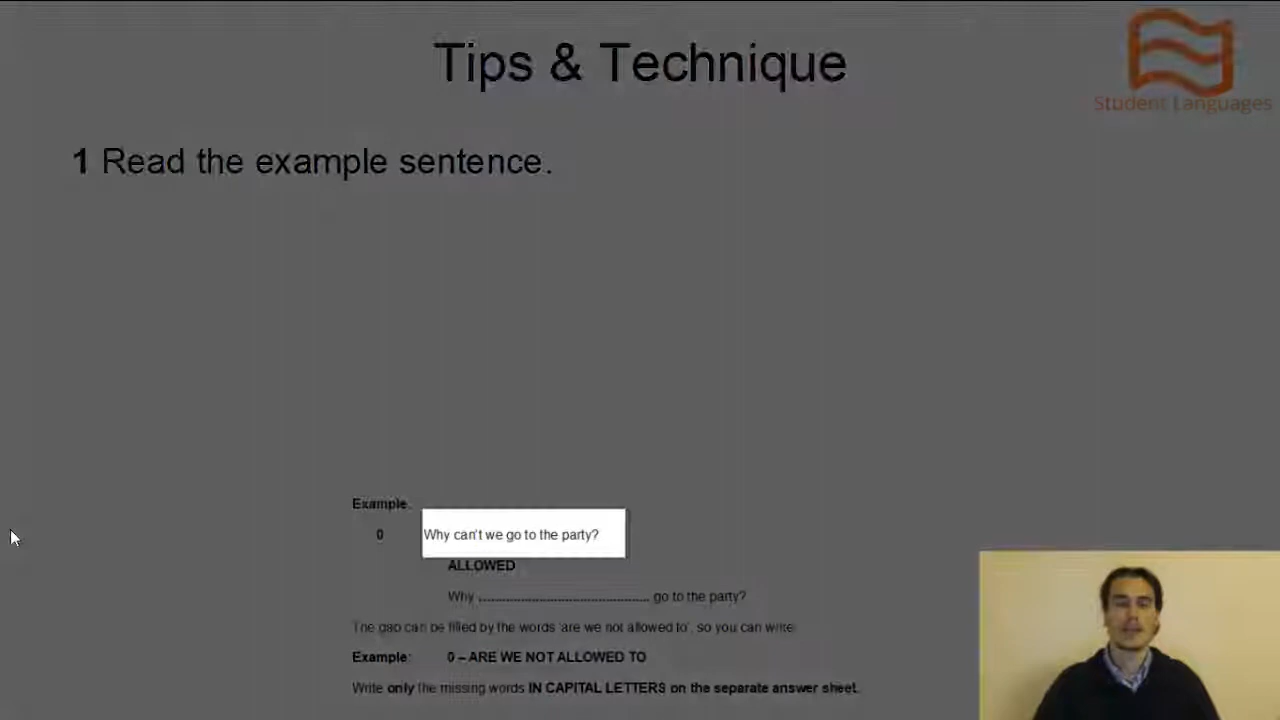 Tips & Technique
Student Languages
1 Read the example sentence.
Example.
0 Why can't we go to the party?
ALLOWED
Why .......................................... go to the party?
The gap can be filled by the words 'are we not allowed to', so you can write:
Example: 0 – ARE WE NOT ALLOWED TO
Write only the missing words IN CAPITAL LETTERS on the separate answer sheet.